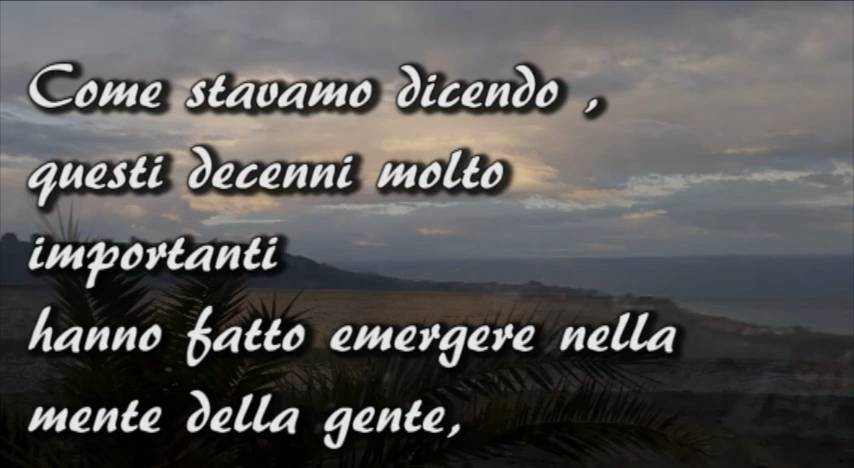 Come stavamo dicendo ,
questi decenni molto
importanti
hanno fatto emergere nella
mente della gente,